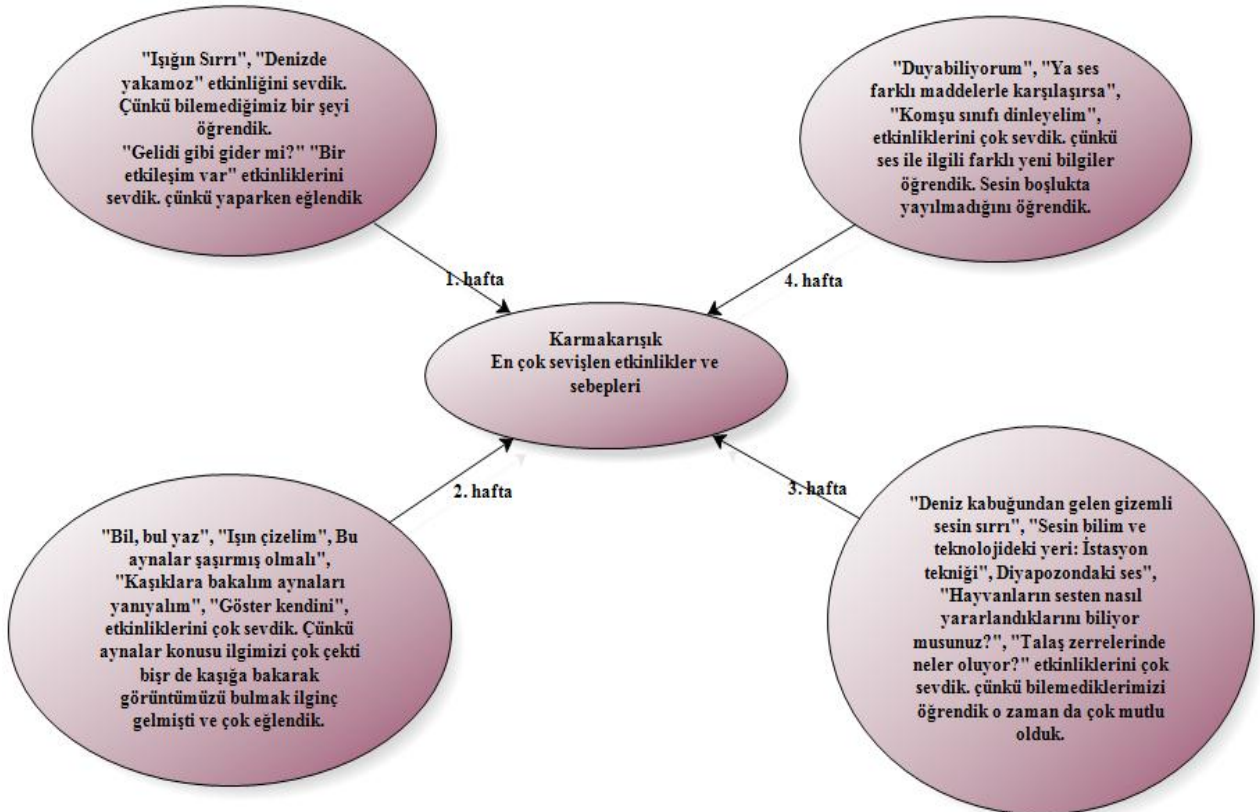 "Işığın Sırrı", "Denizde
yakamoz" etkinliğini sevdik.
Çünkü bilemediğimiz bir şeyi
öğrendik.
"Gelidi gibi gider mi?" "Bir
etkileşim var" etkinliklerini
sevdik. çünkü yaparken eğlendik
"Duyabiliyorum", "Ya ses
farklı maddelerle karşılaşırsa",
"Komşu sınıfı dinleyelim",
etkinliklerini çok sevdik. çünkü
ses ile ilgili farklı yeni bilgiler
öğrendik. Sesin boşlukta
yayılmadığını öğrendik.
1. hafta
4. hafta
Karmakarışık
En çok sevişlen etkinlikler ve
sebepleri
2. hafta
3. hafta
"Bil, bul yaz", "Işın çizelim", Bu
aynalar şaşırmış olmalı",
"Kaşıklara bakalım aynaları
yanıyalım", "Göster kendini",
etkinliklerini çok sevdik. Çünkü
aynalar konusu ilgimizi çok çekti
bişr de kaşığa bakarak
görüntümüzü bulmak ilginç
gelmişti ve çok eğlendik.
"Deniz kabuğundan gelen gizemli
sesin sırrı", "Sesin bilim ve
teknolojideki yeri: İstasyon
tekniği", Diyapozondaki ses",
"Hayvanların sesten nasıl
yararlandıklarını biliyor
musunuz?", "Talaş zerrelerinde
neler oluyor?" etkinliklerini çok
sevdik. çünkü bilemediklerimizi
öğrendik o zaman da çok mutlu
olduk.